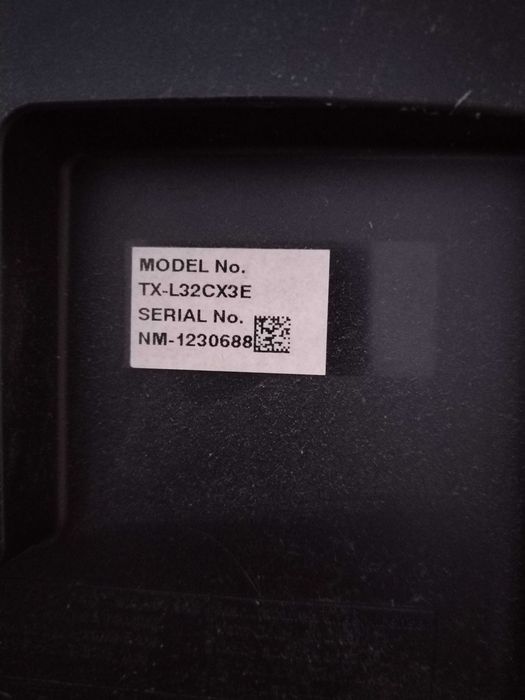 MODEL No.
TX-L32CX3E
SERIAL No.
NM-1230688